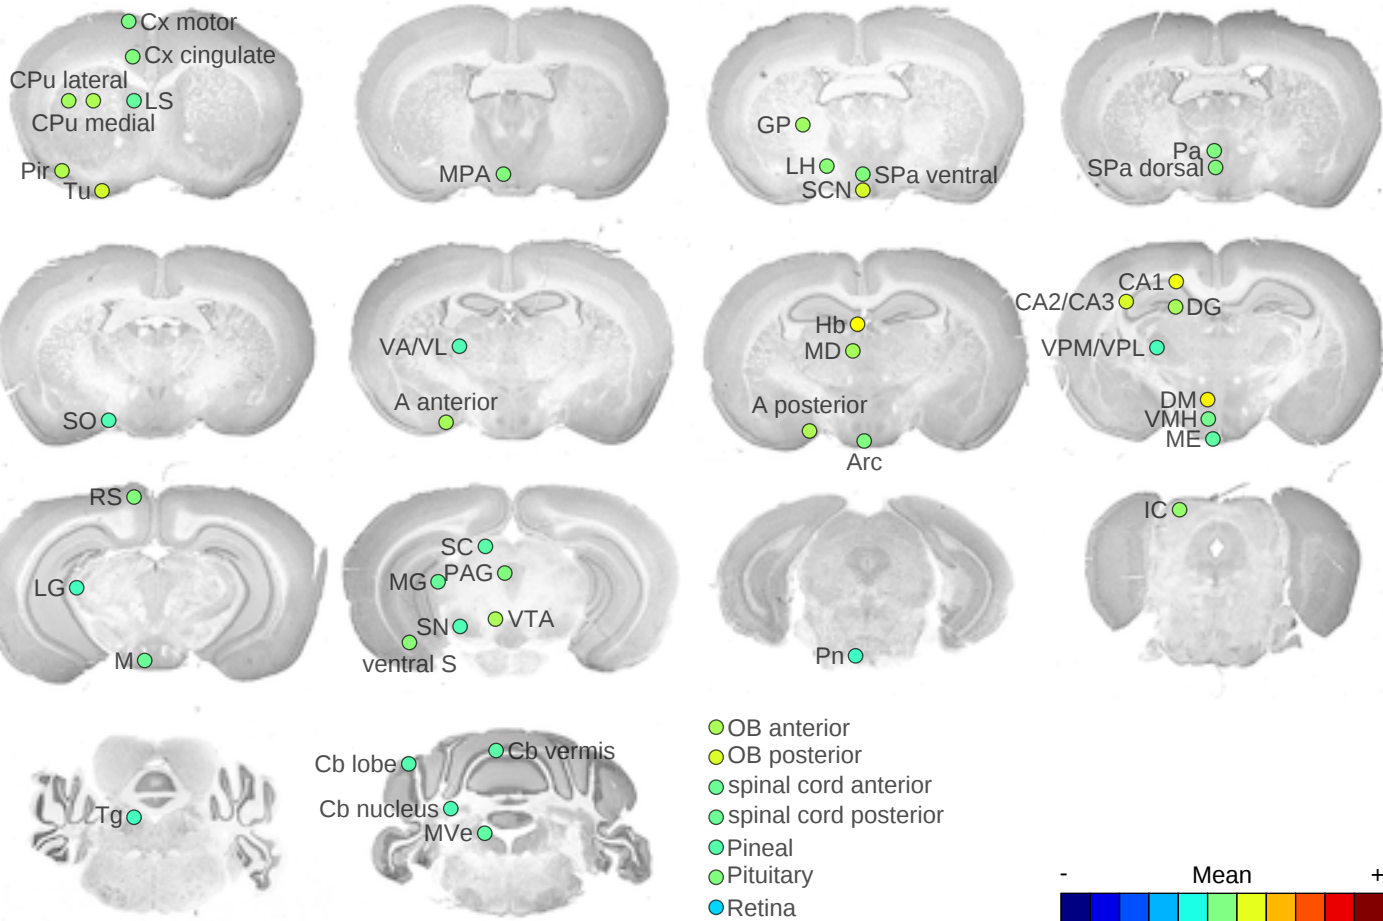 Cx motor
Cx cingulate
CPu lateral
LS
CPu medial
Pir
Tu
MPA
GP
LH
SPa ventral
SCN
Pa
SPa dorsal
SO
VA/VL
A anterior
Hb
MD
A posterior
Arc
CA1
CA2/CA3
DG
VPM/VPL
DM
VMH
ME
RS
LG
M
SC
PAG
MG
VTA
SN
ventral S
Pn
IC
Tg
Cb vermis
Cb lobe
Cb nucleus
MVe
OB anterior
OB posterior
spinal cord anterior
spinal cord posterior
Pineal
Pituitary
Retina
- Mean +